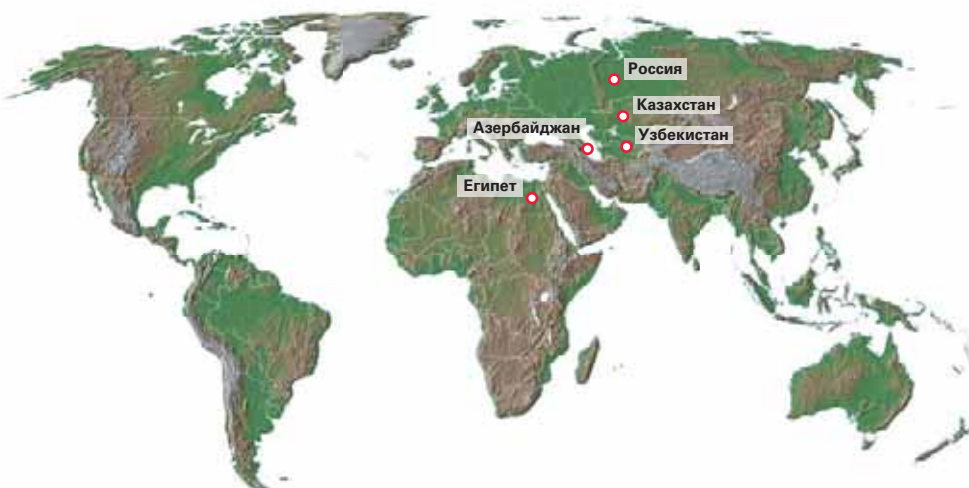 Россия
Казахстан
Азербайджан
Узбекистан
Египет